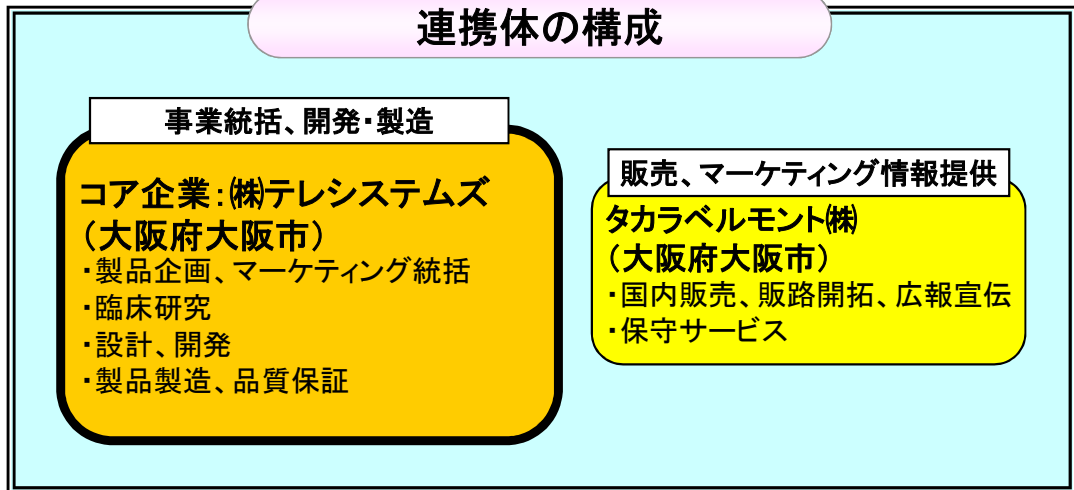 連携体の構成
事業統括、開発・製造
コア企業：㈱テレシステムズ
（大阪府大阪市）
・製品企画、マーケティング統括
・臨床研究
・設計、開発
・製品製造、品質保証
販売、マーケティング情報提供
タカラベルモント㈱
（大阪府大阪市）
・国内販売、販路開拓、広報宣伝
・保守サービス